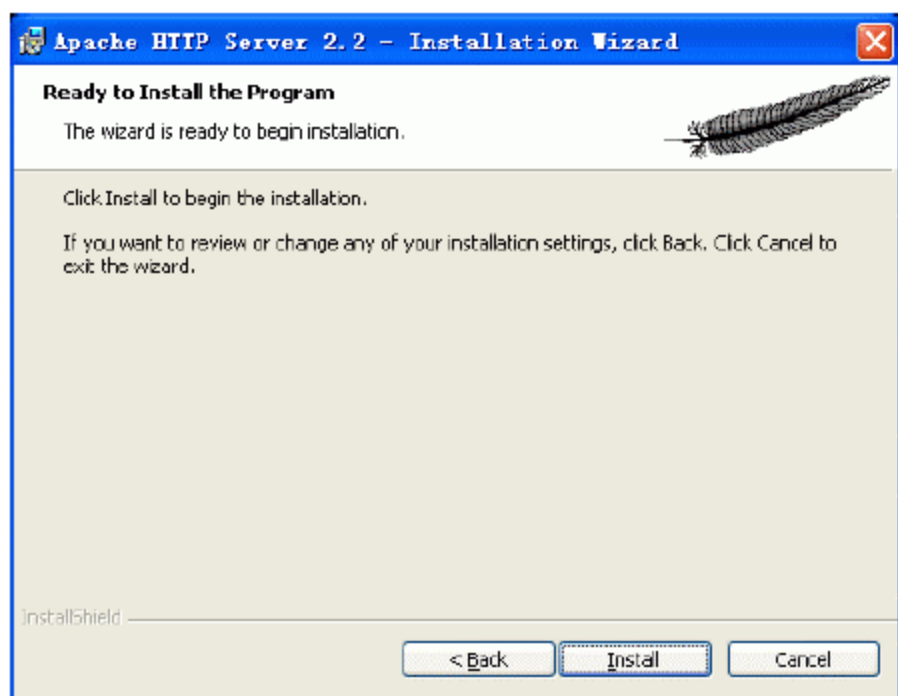 Apache HTTP Server 2.2 - Installation Wizard
Ready to Install the Program
The wizard is ready to begin installation.
Click Install to begin the installation.
If you want to review or change any of your installation settings, click Back. Click Cancel to
exit the wizard.
InstallShield
< Back
Install
Cancel